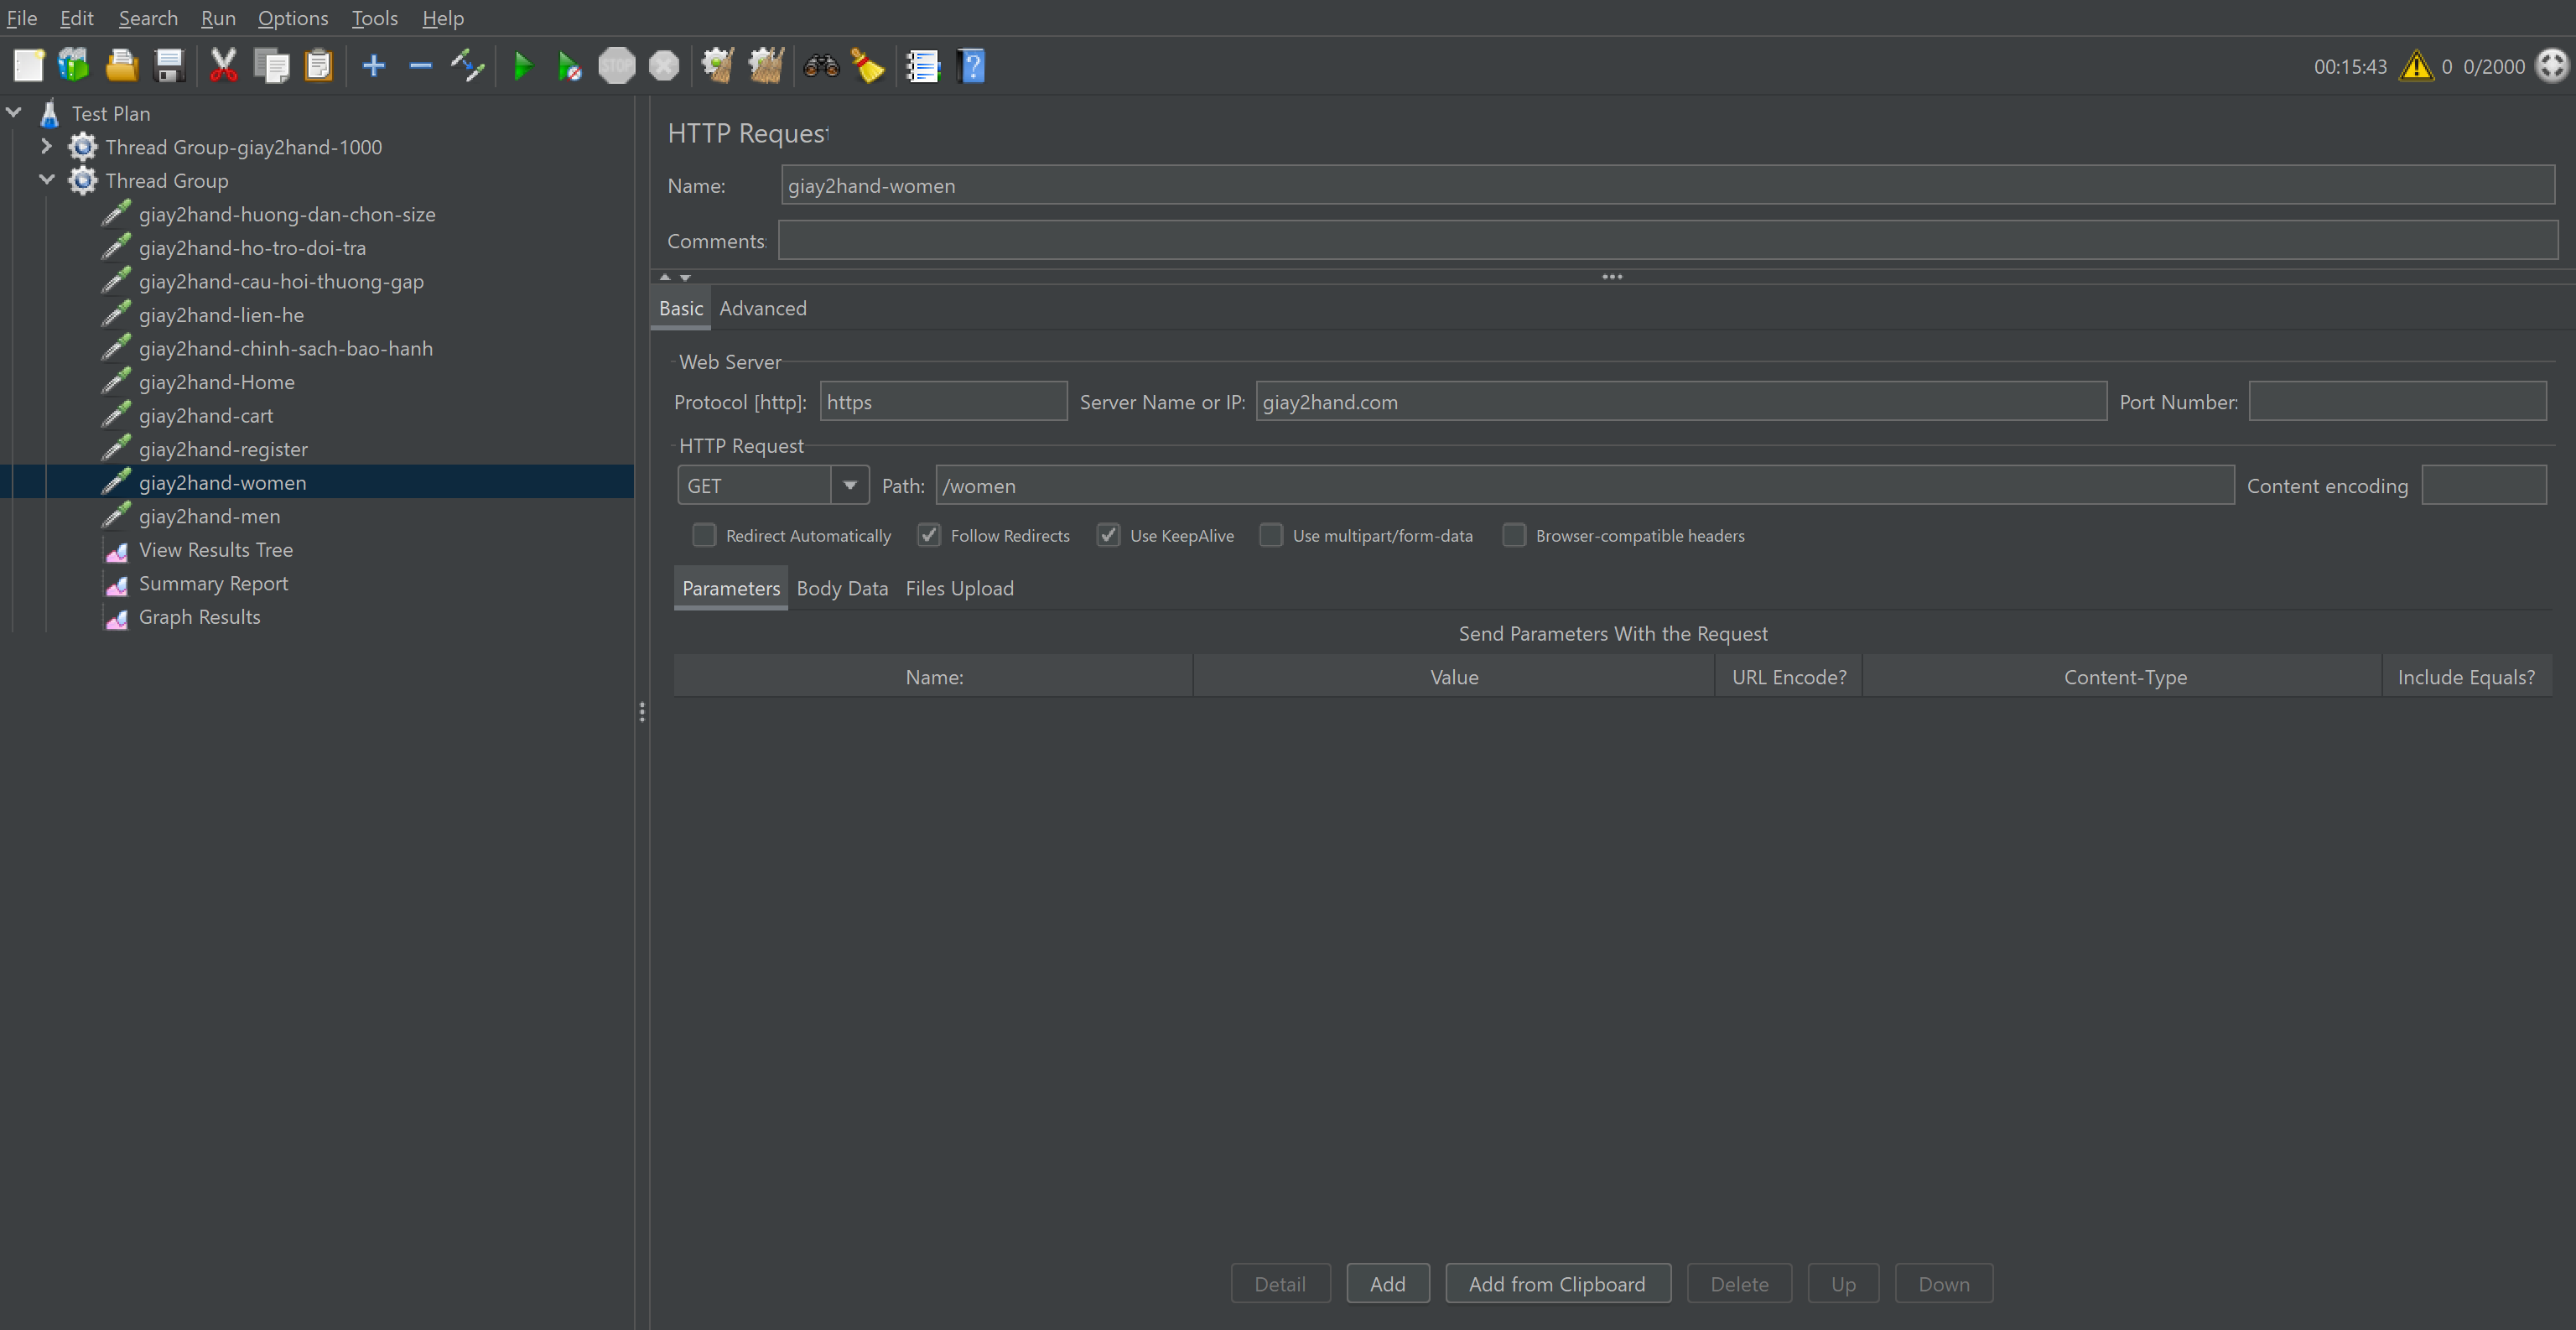 File Edit Search Run Options Tools Help
STOP
00:15:43 0 0/2000
Test Plan
Thread Group-giay2hand-1000
Thread Group
giay2hand-huong-dan-chon-size
giay2hand-ho-tro-doi-tra
giay2hand-cau-hoi-thuong-gap
giay2hand-lien-he
giay2hand-chinh-sach-bao-hanh
giay2hand-Home
giay2hand-cart
giay2hand-register
giay2hand-women
giay2hand-men
View Results Tree
Summary Report
Graph Results
HTTP Request
Name: giay2hand-women
Comments:
Basic Advanced
Web Server
Protocol [http]: https Server Name or IP: giay2hand.com Port Number:
HTTP Request
GET Path: /women Content encoding
Redirect Automatically Follow Redirects Use KeepAlive Use multipart/form-data Browser-compatible headers
Parameters Body Data Files Upload
Send Parameters With the Request
Name: Value URL Encode? Content-Type Include Equals?
Detail Add Add from Clipboard Delete Up Down